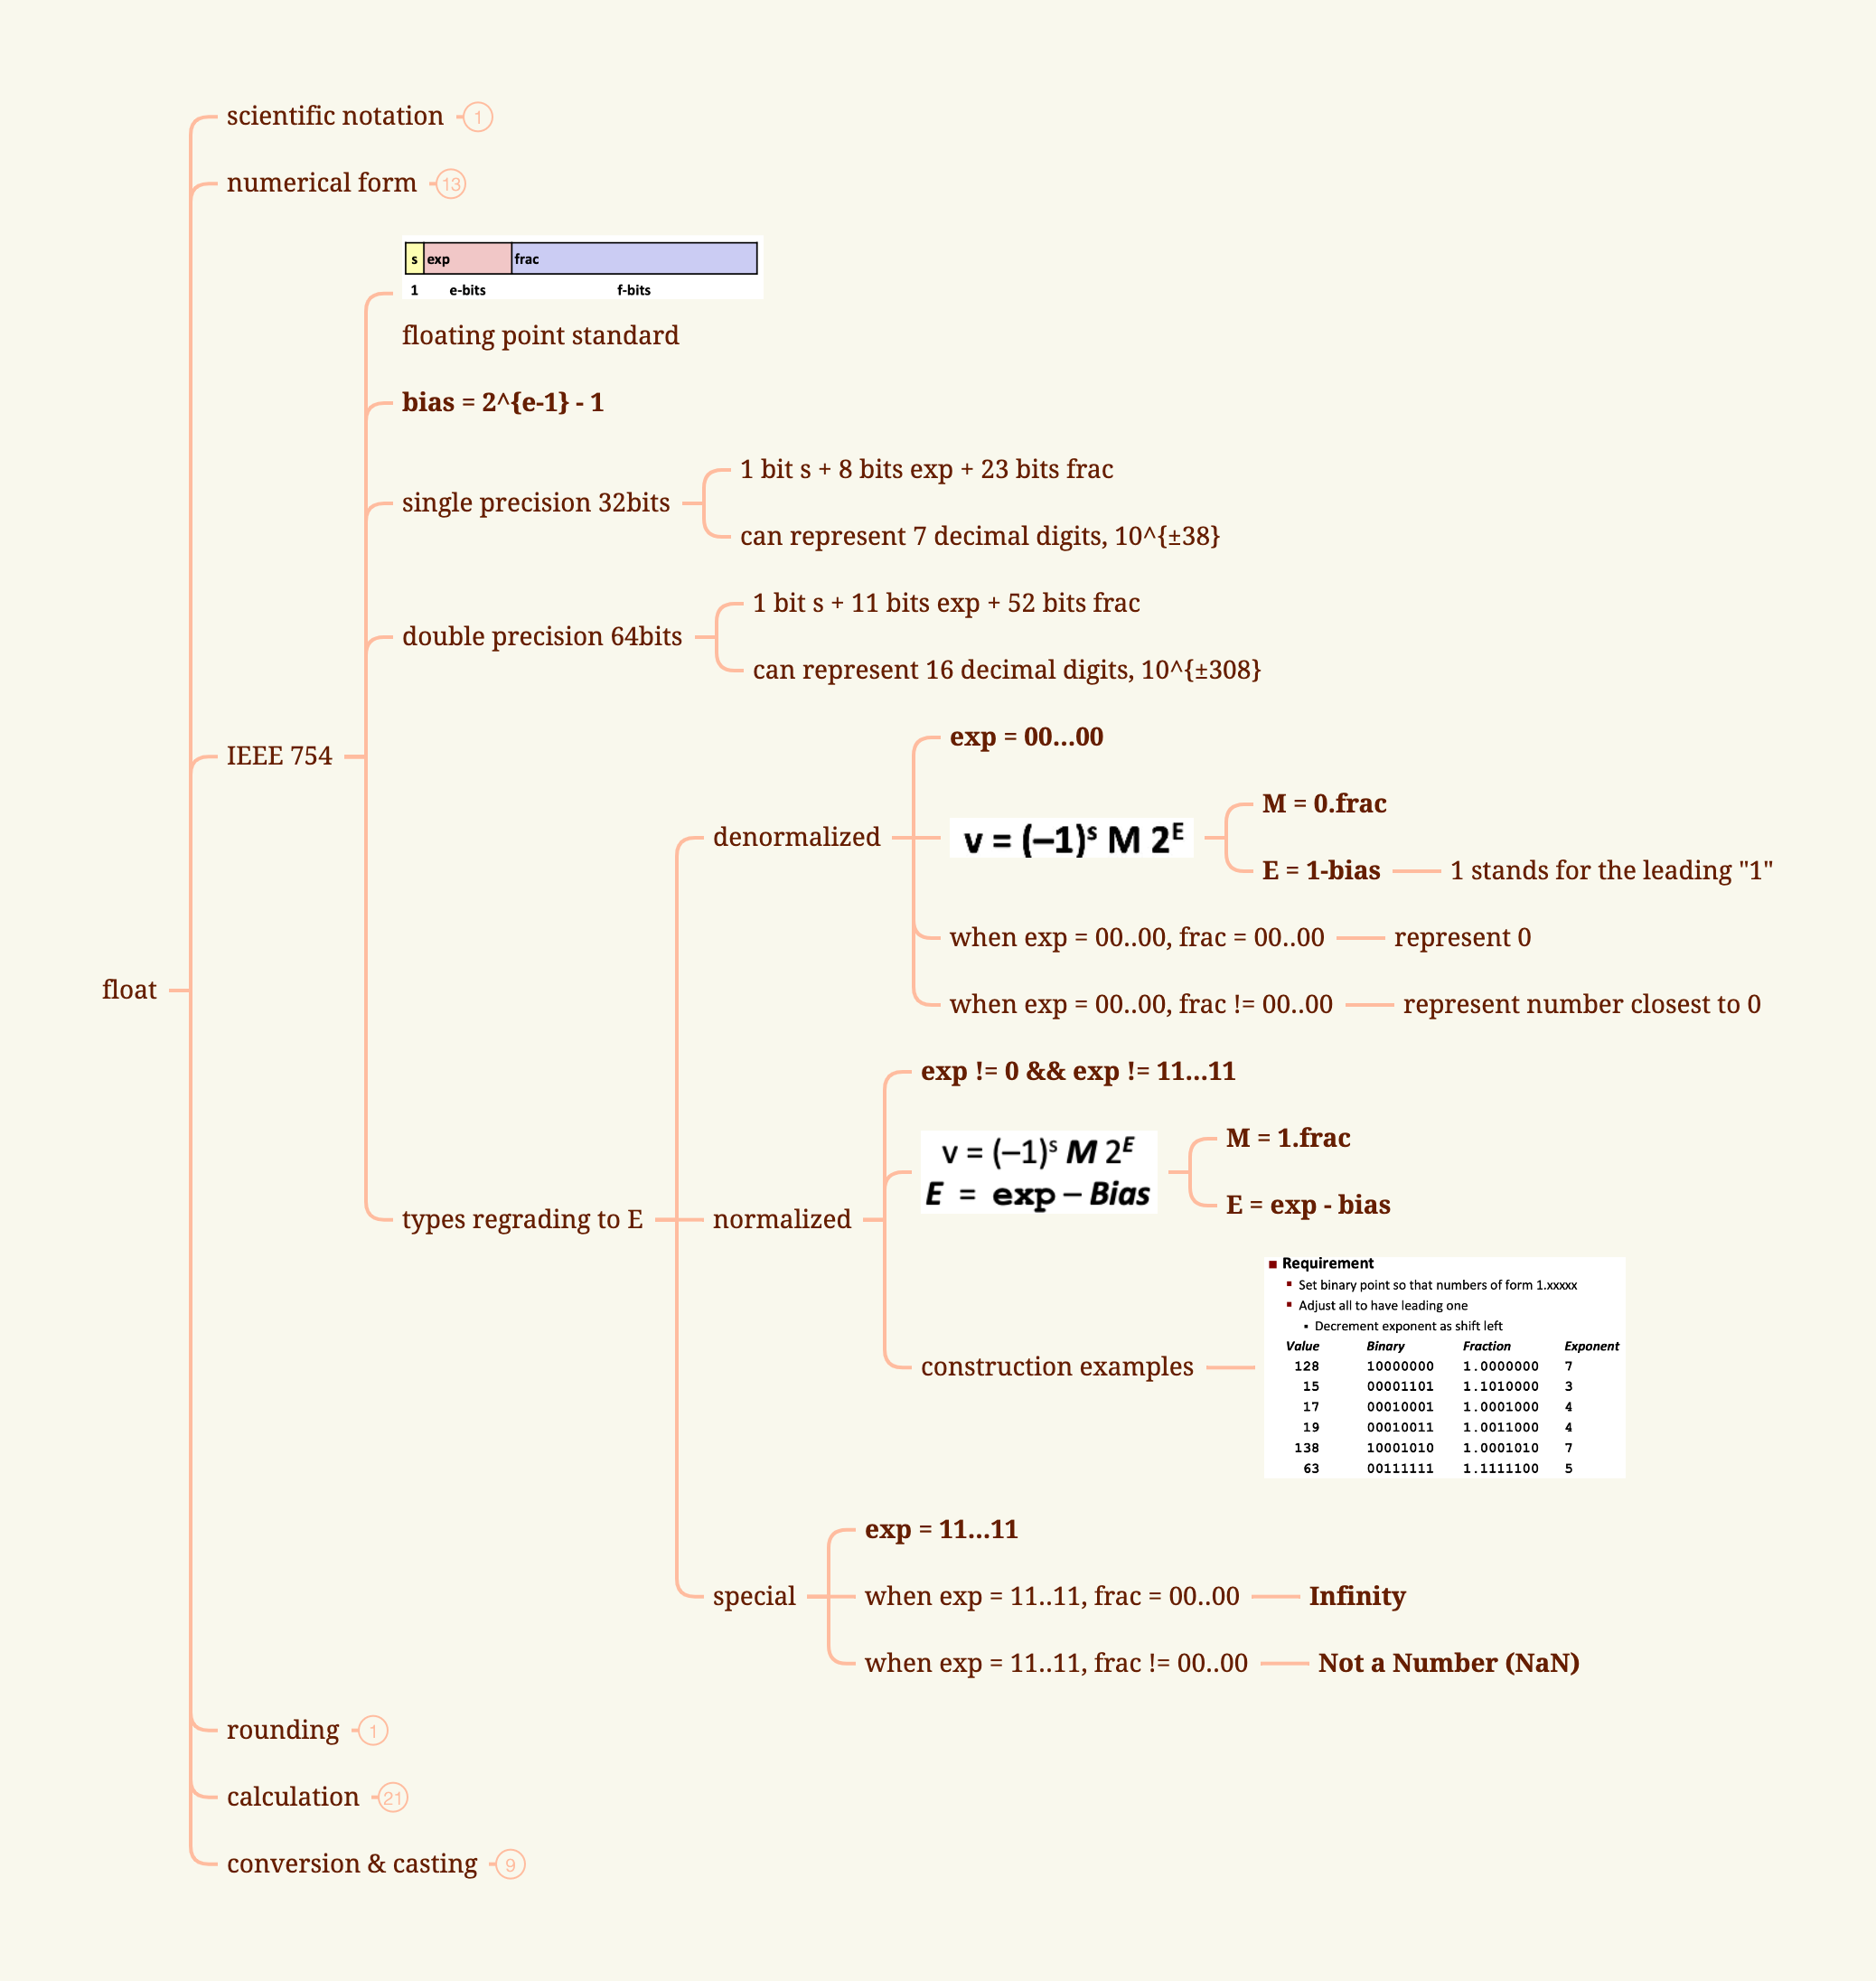 scientific notation 1
numerical form 13
s exp frac
1 e-bits f-bits
floating point standard
bias = 2^{e-1} - 1
1 bit s + 8 bits exp + 23 bits frac
single precision 32bits
can represent 7 decimal digits, 10^{±38}
1 bit s + 11 bits exp + 52 bits frac
double precision 64bits
can represent 16 decimal digits, 10^{±308}
exp = 00...00
IEEE 754
M = 0.frac
denormalized
v = (–1)ˢ M 2ᴱ
E = 1-bias
1 stands for the leading "1"
when exp = 00..00, frac = 00..00
represent 0
float
when exp = 00..00, frac != 00..00
represent number closest to 0
exp != 0 && exp != 11...11
M = 1.frac
v = (–1)ˢ M 2ᴱ
E = exp – Bias
E = exp - bias
types regrading to E
normalized
■ Requirement
▪ Set binary point so that numbers of form 1.xxxxx
▪ Adjust all to have leading one
▪ Decrement exponent as shift left
Value Binary Fraction Exponent
128 10000000 1.0000000 7
construction examples
15 00001101 1.1010000 3
17 00010001 1.0001000 4
19 00010011 1.0011000 4
138 10001010 1.0001010 7
63 00111111 1.1111100 5
exp = 11...11
special
when exp = 11..11, frac = 00..00
Infinity
when exp = 11..11, frac != 00..00
Not a Number (NaN)
rounding 1
calculation 21
conversion & casting 9